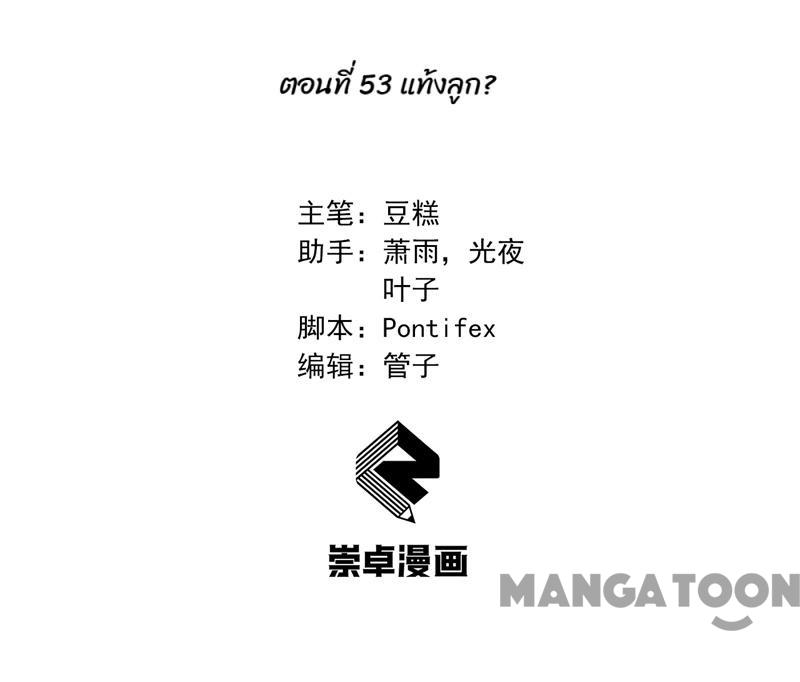 ตอนที่ 53 แท้งลูก?
主笔：豆糕
助手：萧雨，光夜
叶子
脚本：Pontifex
编辑：管子
崇卓漫画
MANGATOON